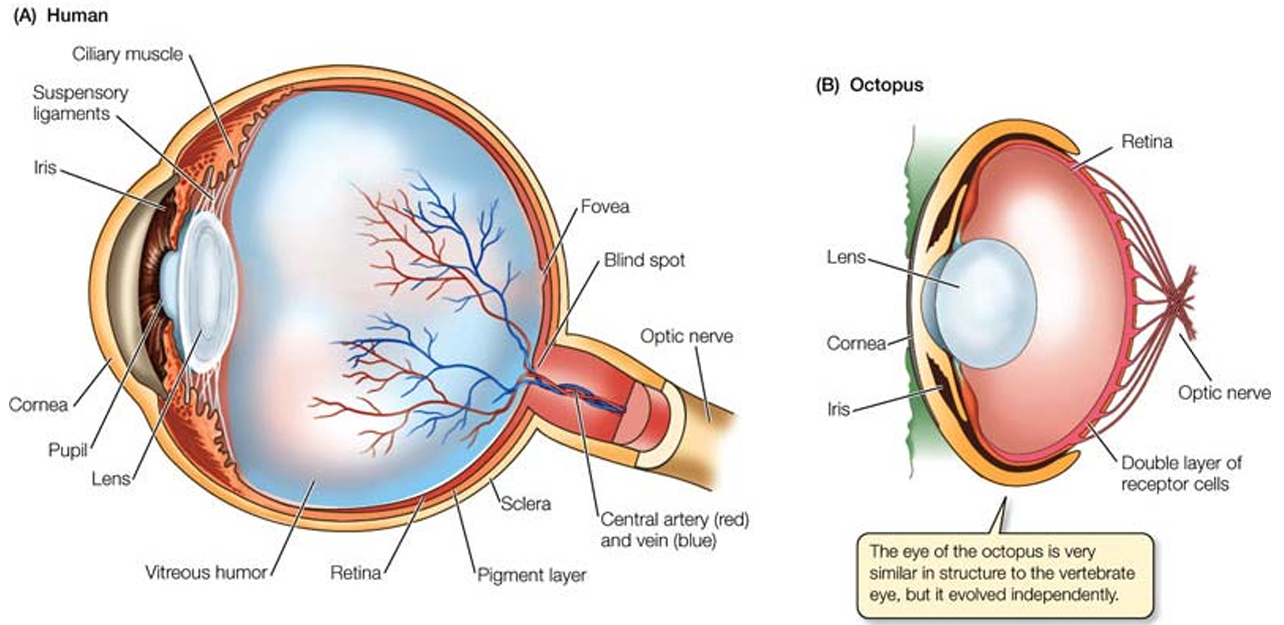 (A) Human
Ciliary muscle
Suspensory
ligaments
Iris
Cornea
Pupil
Lens
Vitreous humor
Retina
Pigment layer
Sclera
Central artery (red)
and vein (blue)
Optic nerve
Blind spot
Fovea
(B) Octopus
Retina
Lens
Cornea
Iris
Optic nerve
Double layer of
receptor cells
The eye of the octopus is very
similar in structure to the vertebrate
eye, but it evolved independently.